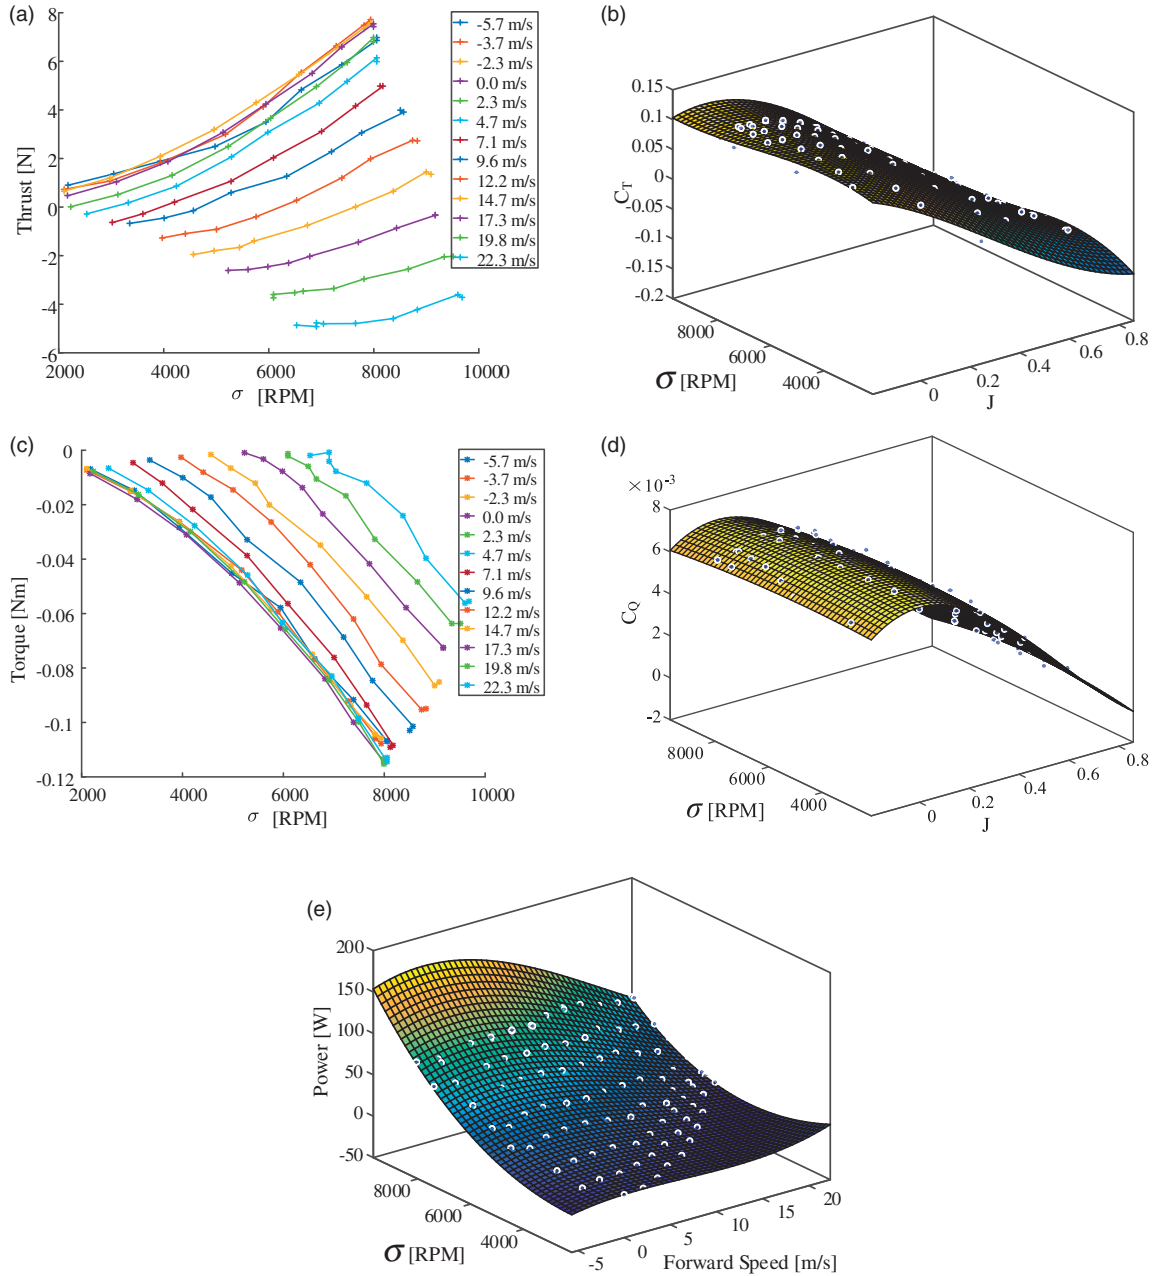 (a)
8
6
4
2
0
-2
-4
-6
2000
4000
6000
8000
10000
Thrust [N]
σ [RPM]
-5.7 m/s
-3.7 m/s
-2.3 m/s
0.0 m/s
2.3 m/s
4.7 m/s
7.1 m/s
9.6 m/s
12.2 m/s
14.7 m/s
17.3 m/s
19.8 m/s
22.3 m/s
(b)
0.15
0.1
0.05
0
-0.05
-0.1
-0.15
-0.2
C_T
8000
6000
4000
σ [RPM]
0
0.2
0.4
0.6
0.8
J
(c)
0
-0.02
-0.04
-0.06
-0.08
-0.1
-0.12
2000
4000
6000
8000
10000
Torque [Nm]
σ [RPM]
-5.7 m/s
-3.7 m/s
-2.3 m/s
0.0 m/s
2.3 m/s
4.7 m/s
7.1 m/s
9.6 m/s
12.2 m/s
14.7 m/s
17.3 m/s
19.8 m/s
22.3 m/s
(d)
×10⁻³
8
6
4
2
0
-2
C_Q
8000
6000
4000
σ [RPM]
0
0.2
0.4
0.6
0.8
J
(e)
200
150
100
50
0
-50
Power [W]
8000
6000
4000
σ [RPM]
-5
0
5
10
15
20
Forward Speed [m/s]